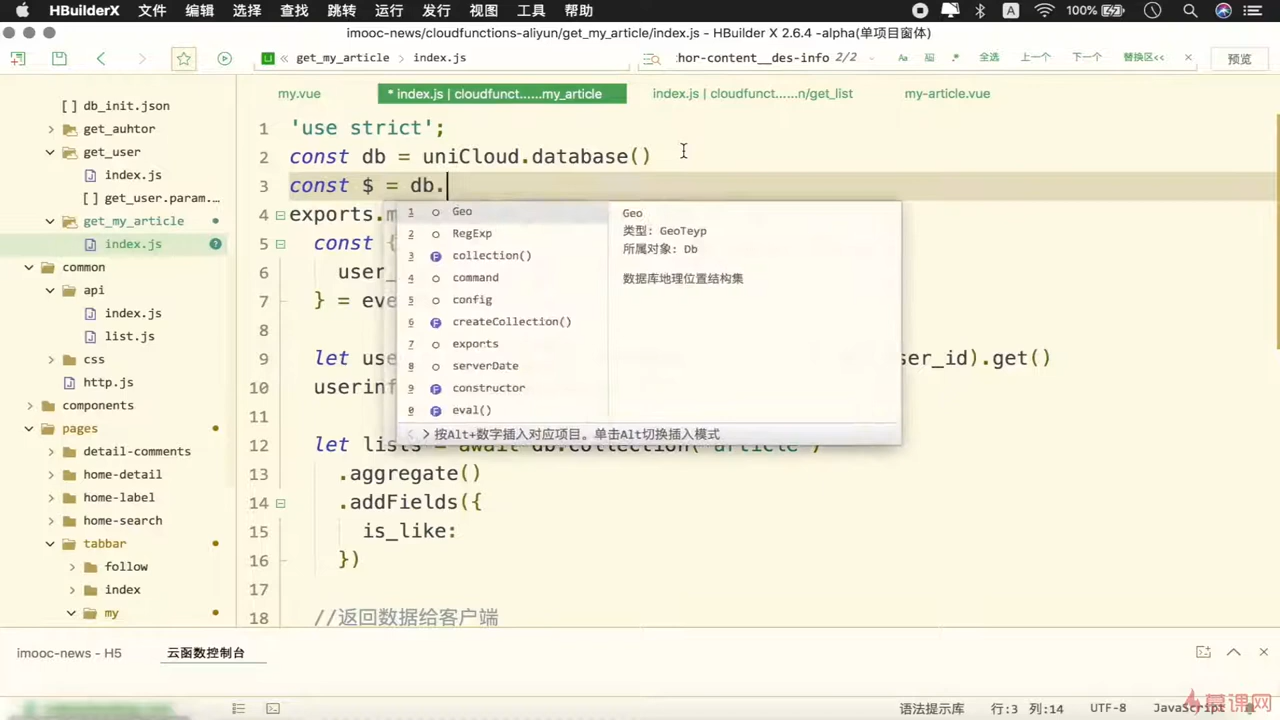 HBuilderX 文件 编辑 选择 查找 跳转 运行 发行 视图 工具 帮助 100%
imooc-news/cloudfunctions-aliyun/get_my_article/index.js - HBuilder X 2.6.4 -alpha(单项目窗体)
get_my_article index.js :hor-content__des-info 2/2 全选 上一个 下一个 替换区<< 预览
my.vue * index.js | cloudfunct......my_article index.js | cloudfunct......n/get_list my-article.vue
[ ] db_init.json
get_auhtor
get_user
index.js
[ ] get_user.param....
get_my_article
index.js
common
api
index.js
list.js
css
http.js
components
pages
detail-comments
home-detail
home-label
home-search
tabbar
follow
index
my
1 'use strict';
2 const db = uniCloud.database()
3 const $ = db.
4 exports.m
5 const {
6 user_
7 } = eve
8
9 let use er_id).get()
10 userinf
11
12 let lists = await db.collection('article')
13 .aggregate()
14 .addFields({
15 is_like:
16 })
17
18 //返回数据给客户端
1 Geo
2 RegExp
3 collection()
4 command
5 config
6 createCollection()
7 exports
8 serverDate
9 constructor
0 eval()
Geo
类型: GeoTeyp
所属对象: Db
数据库地理位置结构集
按Alt+数字插入对应项目。单击Alt切换插入模式
imooc-news - H5 云函数控制台
语法提示库 行:3 列:14 UTF-8 JavaScript
慕课网